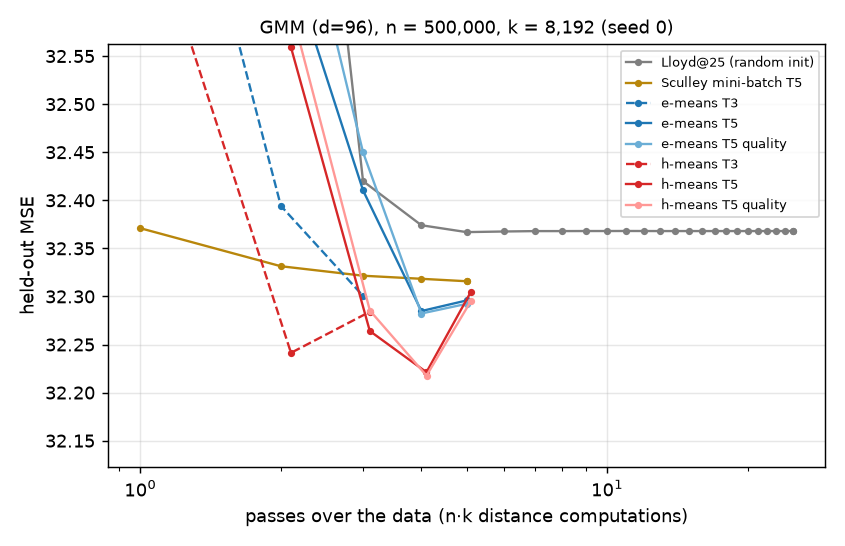 GMM (d=96), n = 500,000, k = 8,192 (seed 0)
held-out MSE
32.55
32.50
32.45
32.40
32.35
32.30
32.25
32.20
32.15
Lloyd@25 (random init)
Sculley mini-batch T5
e-means T3
e-means T5
e-means T5 quality
h-means T3
h-means T5
h-means T5 quality
10⁰ 10¹
passes over the data (n·k distance computations)